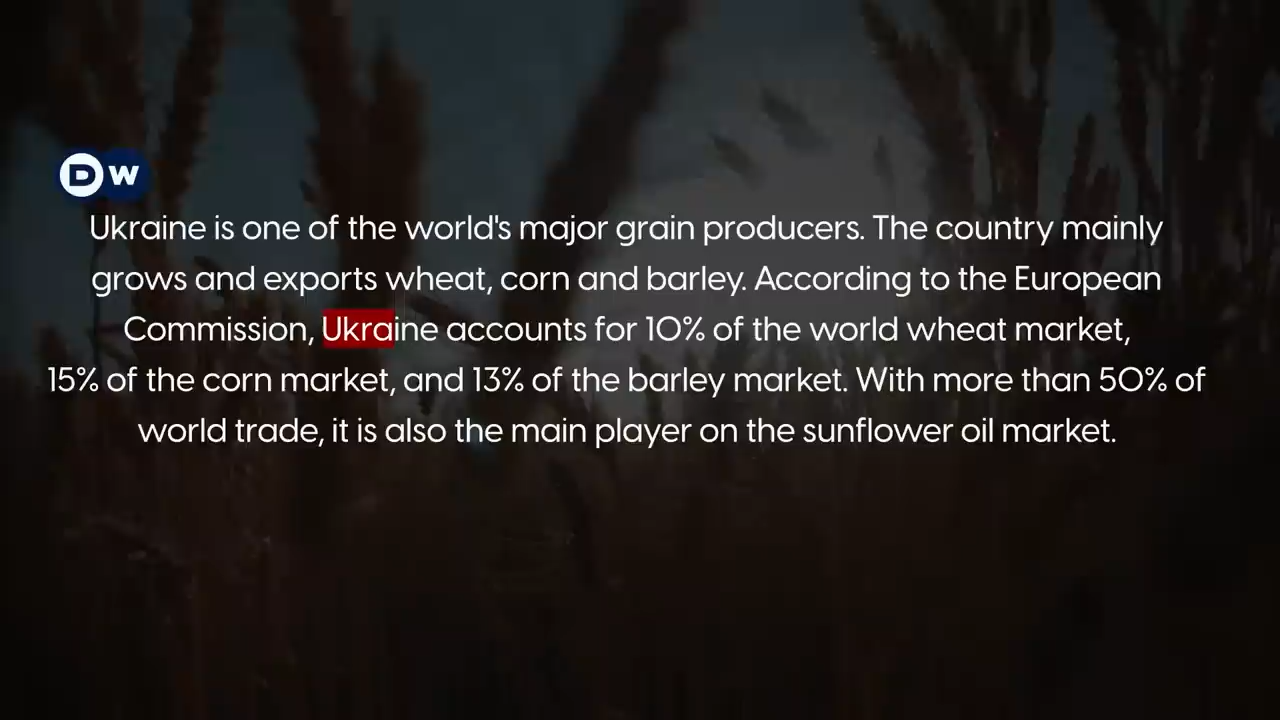 DW
Ukraine is one of the world's major grain producers. The country mainly
grows and exports wheat, corn and barley. According to the European
Commission, Ukraine accounts for 10% of the world wheat market,
15% of the corn market, and 13% of the barley market. With more than 50% of
world trade, it is also the main player on the sunflower oil market.